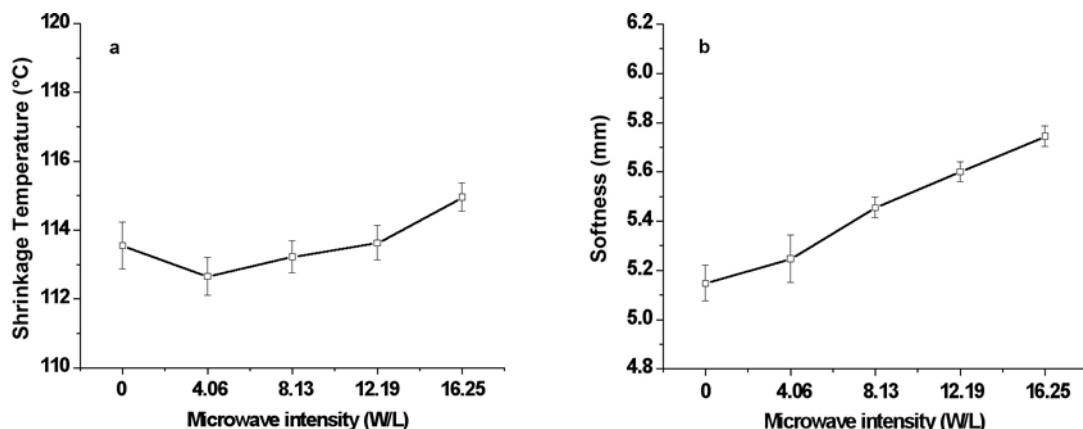 a
Shrinkage Temperature (°C)
120
118
116
114
112
110
0 4.06 8.13 12.19 16.25
Microwave intensity (W/L)
b
Softness (mm)
6.2
6.0
5.8
5.6
5.4
5.2
5.0
4.8
0 4.06 8.13 12.19 16.25
Microwave intensity (W/L)